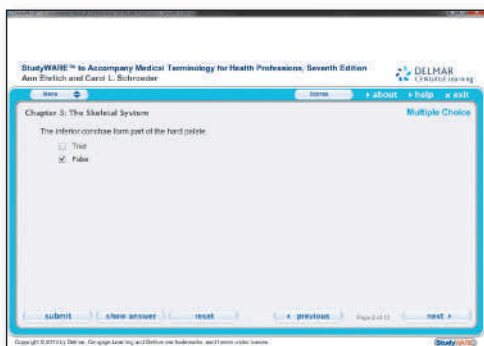 StudyWARE™ to Accompany Medical Terminology for Health Professions, Seventh Edition
Ann Ehrlich and Carol L. Schroeder
DELMAR
CENGAGE Learning
MENU
about
help
x exit
Chapter 3: The Skeletal System
Multiple Choice
The inferior conchae form part of the hard palate.
True
False
submit
show answer
reset
previous
next
StudyWARE